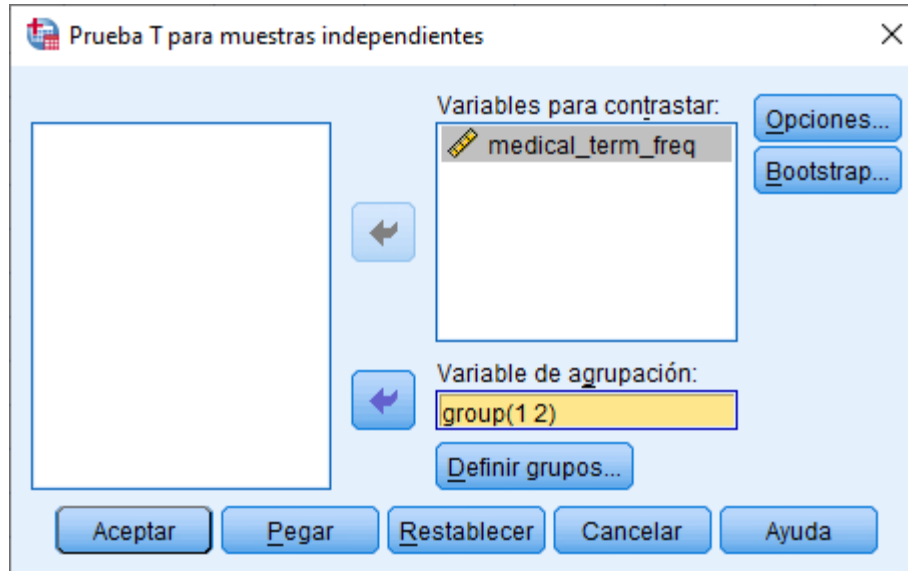 Prueba T para muestras independientes
Variables para contrastar:
medical_term_freq
Opciones...
Bootstrap...
Variable de agrupación:
group(1 2)
Definir grupos...
Aceptar
Pegar
Restablecer
Cancelar
Ayuda